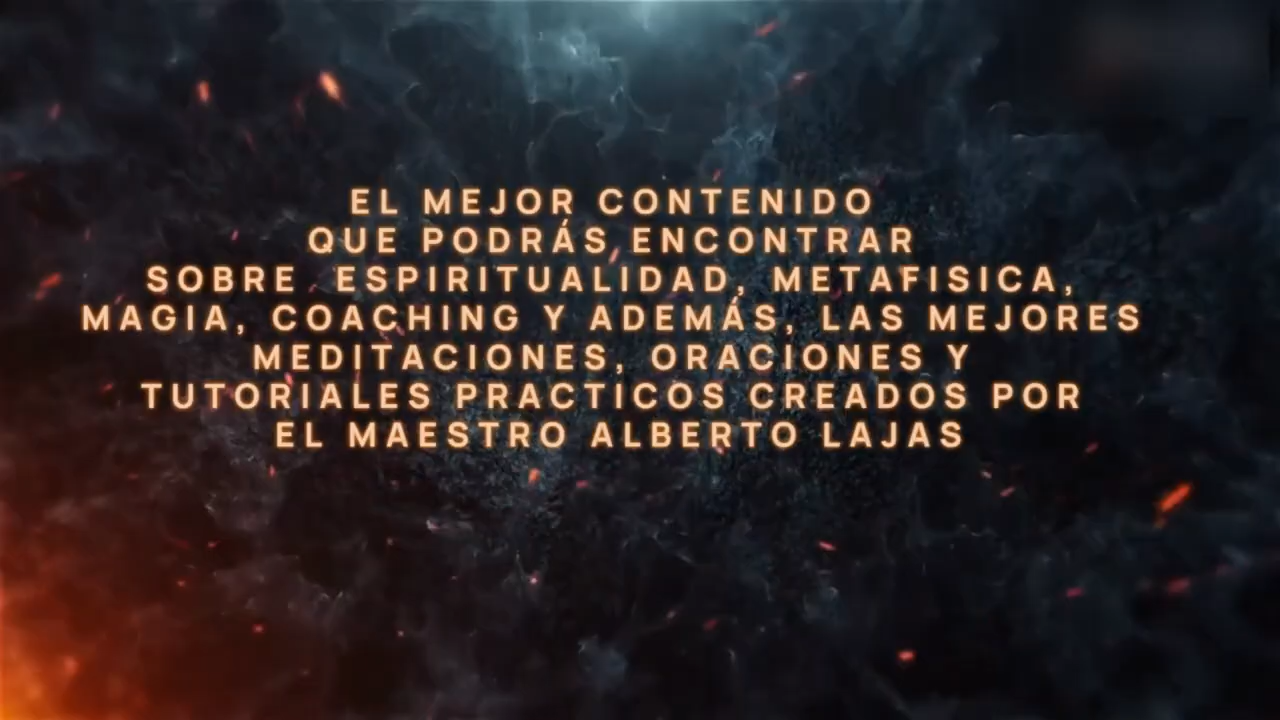 EL MEJOR CONTENIDO
QUE PODRÁS ENCONTRAR
SOBRE ESPIRITUALIDAD, METAFISICA,
MAGIA, COACHING Y ADEMÁS, LAS MEJORES
MEDITACIONES, ORACIONES Y
TUTORIALES PRACTICOS CREADOS POR
EL MAESTRO ALBERTO LAJAS